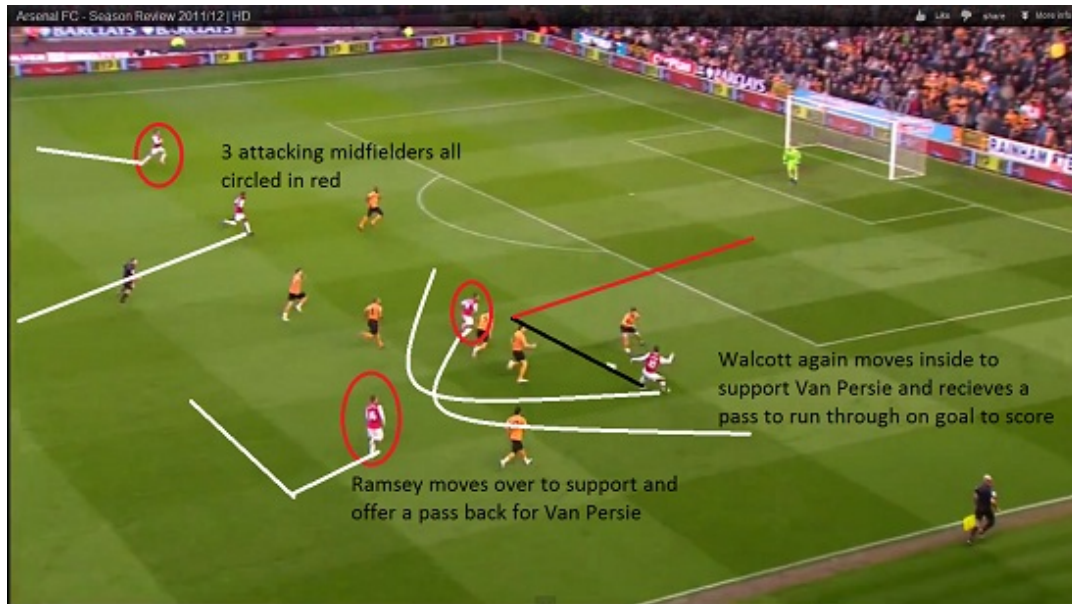 Arsenal FC - Season Review 2011/12 | HD
Like share More info
BARCLAYS BARCLAYS
BARCLAYS
RAINHAM
3 attacking midfielders all
circled in red
Walcott again moves inside to
support Van Persie and recieves a
pass to run through on goal to score
Ramsey moves over to support and
offer a pass back for Van Persie